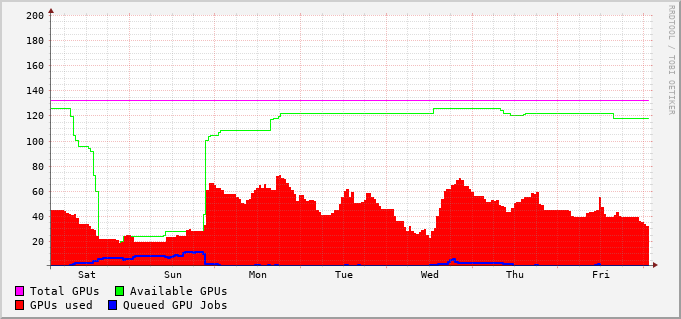 200
180
160
140
120
100
80
60
40
20
Sat Sun Mon Tue Wed Thu Fri
Total GPUs Available GPUs
GPUs used Queued GPU Jobs
RRDTOOL / TOBI OETIKER